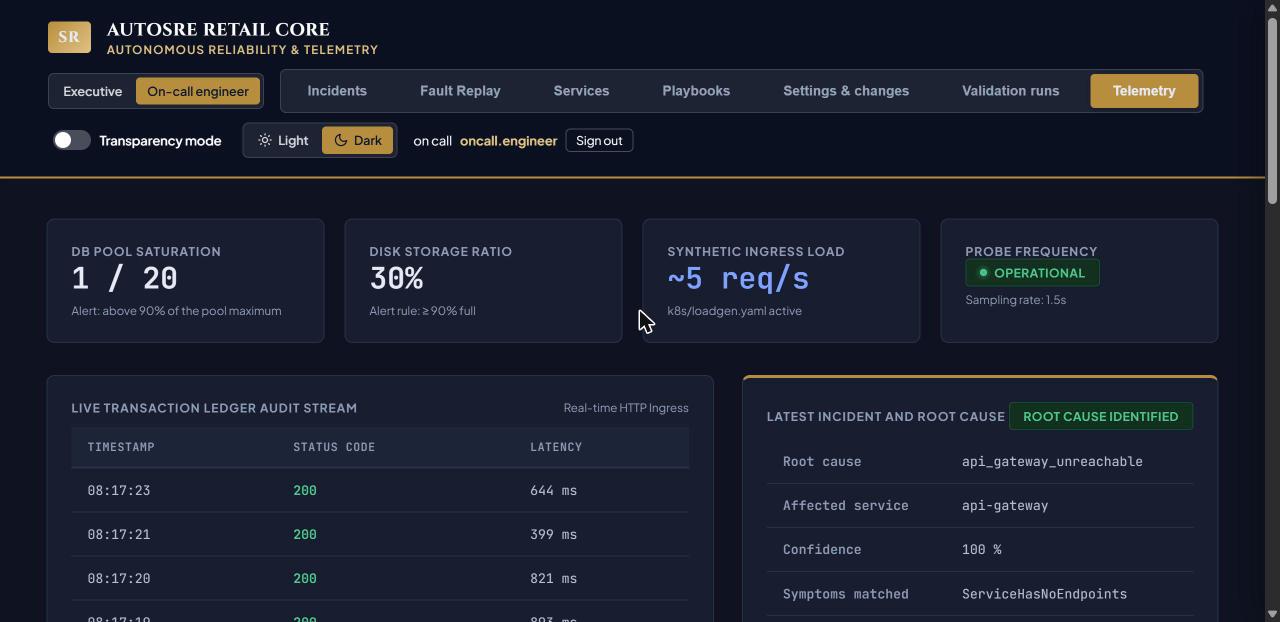 SR
AUTOSRE RETAIL CORE
AUTONOMOUS RELIABILITY & TELEMETRY
Executive On-call engineer Incidents Fault Replay Services Playbooks Settings & changes Validation runs Telemetry
Transparency mode Light Dark on call oncall.engineer Sign out
DB POOL SATURATION
1 / 20
Alert: above 90% of the pool maximum
DISK STORAGE RATIO
30%
Alert rule: ≥ 90% full
SYNTHETIC INGRESS LOAD
~5 req/s
k8s/loadgen.yaml active
PROBE FREQUENCY
OPERATIONAL
Sampling rate: 1.5s
LIVE TRANSACTION LEDGER AUDIT STREAM Real-time HTTP Ingress
TIMESTAMP STATUS CODE LATENCY
08:17:23 200 644 ms
08:17:21 200 399 ms
08:17:20 200 821 ms
08:17:19 200 893 ms
LATEST INCIDENT AND ROOT CAUSE ROOT CAUSE IDENTIFIED
Root cause api_gateway_unreachable
Affected service api-gateway
Confidence 100 %
Symptoms matched ServiceHasNoEndpoints